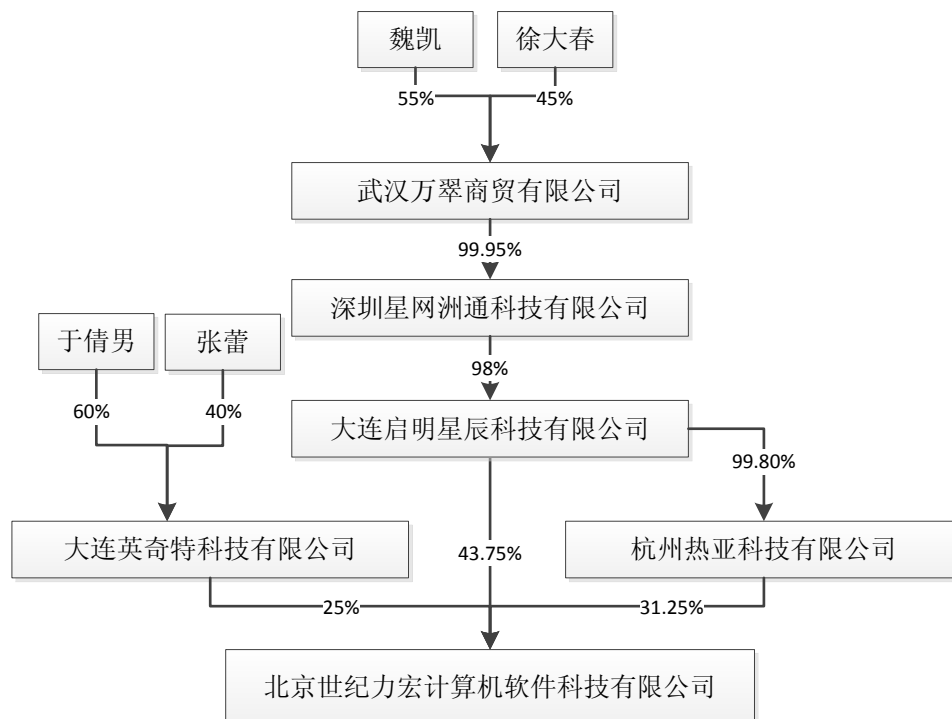 魏凯
徐大春
55%
45%
武汉万翠商贸有限公司
99.95%
深圳星网洲通科技有限公司
于倩男
张蕾
98%
60%
40%
大连启明星辰科技有限公司
99.80%
大连英奇特科技有限公司
43.75%
杭州热亚科技有限公司
25%
31.25%
北京世纪力宏计算机软件科技有限公司